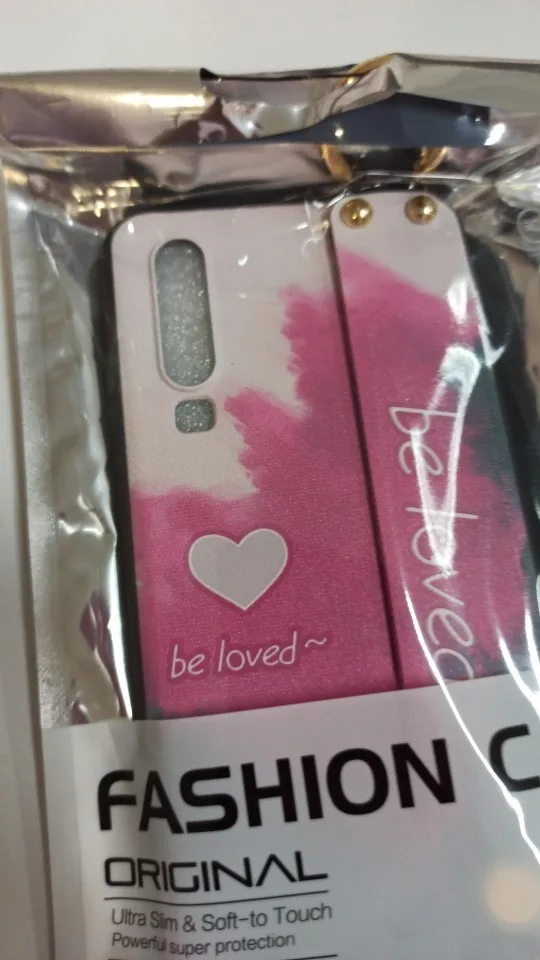 be loved ~
be loved
FASHION C
ORIGINAL
Ultra Slim & Soft-to Touch
Powerful super protection